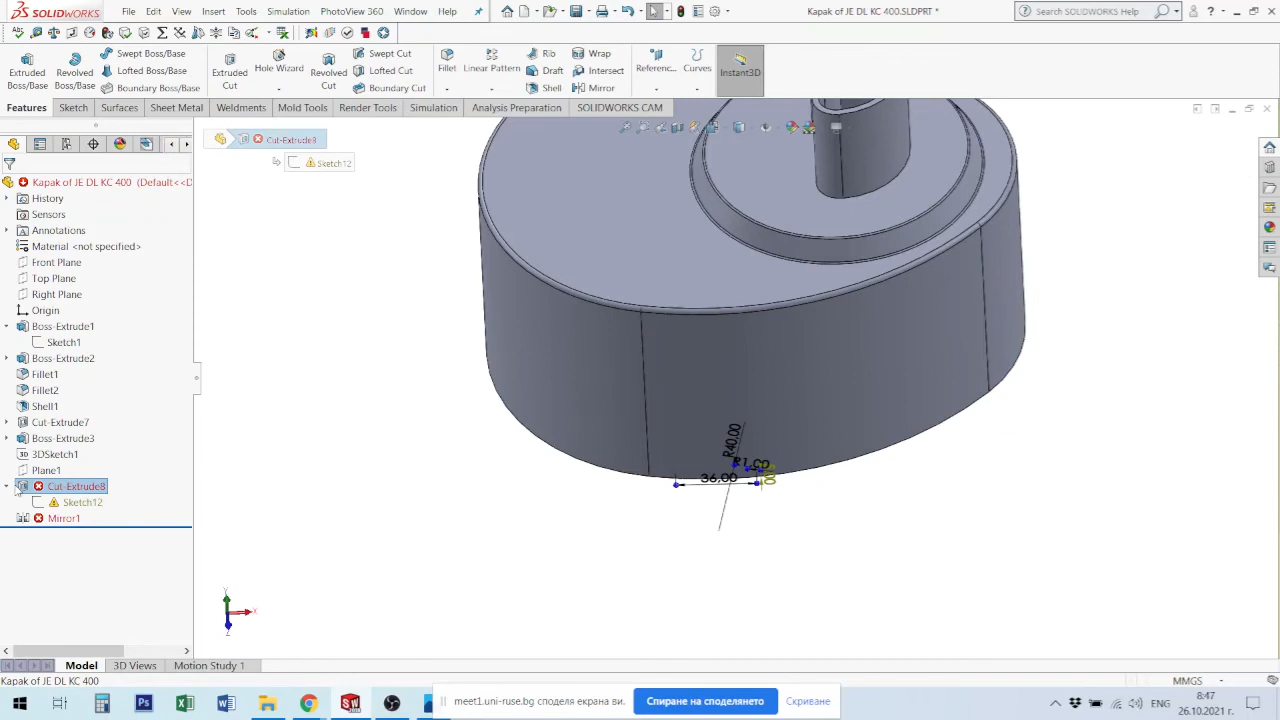 SOLIDWORKS File Edit View Insert Tools Simulation PhotoView 360 Window Help Kapak of JE DL KC 400.SLDPRT * Search SOLIDWORKS Help
Extruded Boss/Base Revolved Boss/Base Swept Boss/Base Lofted Boss/Base Boundary Boss/Base Extruded Cut Hole Wizard Revolved Cut Swept Cut Lofted Cut Boundary Cut Fillet Linear Pattern Rib Draft Shell Wrap Intersect Mirror Referenc... Curves Instant3D
Features Sketch Surfaces Sheet Metal Weldments Mold Tools Render Tools Simulation Analysis Preparation SOLIDWORKS CAM
Cut-Extrude8
Sketch12
Kapak of JE DL KC 400 (Default<<D
History
Sensors
Annotations
Material <not specified>
Front Plane
Top Plane
Right Plane
Origin
Boss-Extrude1
Sketch1
Boss-Extrude2
Fillet1
Fillet2
Shell1
Cut-Extrude7
Boss-Extrude3
3D 3DSketch1
Plane1
Cut-Extrude8
Sketch12
Mirror1
R40,00
R1,00
36,00
Y
X
Z
Model 3D Views Motion Study 1
Kapak of JE DL KC 400 MMGS
meet1.uni-ruse.bg споделя екрана ви. Спиране на споделянето Скриване
8:47
26.10.2021 г.